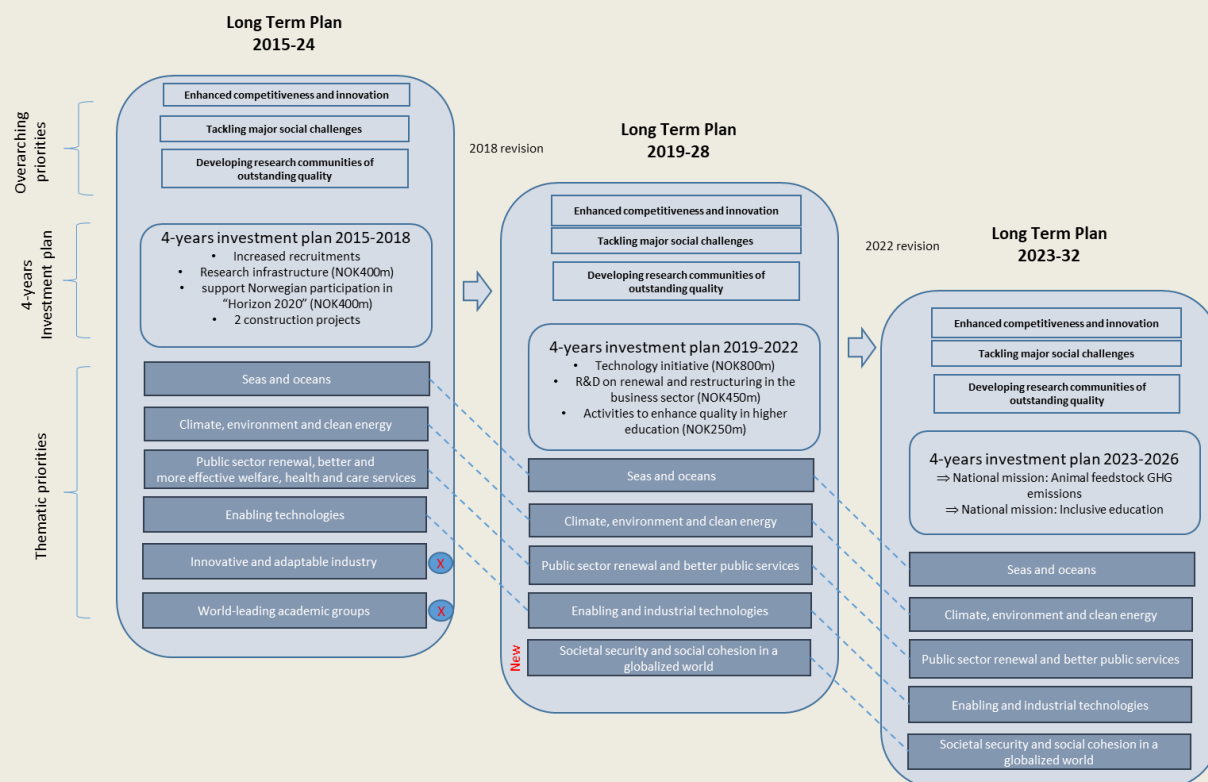 Long Term Plan
2015-24
Overarching
priorities
Enhanced competitiveness and innovation
Tackling major social challenges
Developing research communities of
outstanding quality
4-years
Investment plan
4-years investment plan 2015-2018
• Increased recruitments
• Research infrastructure (NOK400m)
• support Norwegian participation in
“Horizon 2020” (NOK400m)
• 2 construction projects
Thematic priorities
Seas and oceans
Climate, environment and clean energy
Public sector renewal, better and
more effective welfare, health and care services
Enabling technologies
Innovative and adaptable industry
X
World-leading academic groups
X
2018 revision
Long Term Plan
2019-28
Enhanced competitiveness and innovation
Tackling major social challenges
Developing research communities of
outstanding quality
4-years investment plan 2019-2022
• Technology initiative (NOK800m)
• R&D on renewal and restructuring in the
business sector (NOK450m)
• Activities to enhance quality in higher
education (NOK250m)
Seas and oceans
Climate, environment and clean energy
Public sector renewal and better public services
Enabling and industrial technologies
New
Societal security and social cohesion in a
globalized world
2022 revision
Long Term Plan
2023-32
Enhanced competitiveness and innovation
Tackling major social challenges
Developing research communities of
outstanding quality
4-years investment plan 2023-2026
⇒ National mission: Animal feedstock GHG
emissions
⇒ National mission: Inclusive education
Seas and oceans
Climate, environment and clean energy
Public sector renewal and better public services
Enabling and industrial technologies
Societal security and social cohesion in a
globalized world